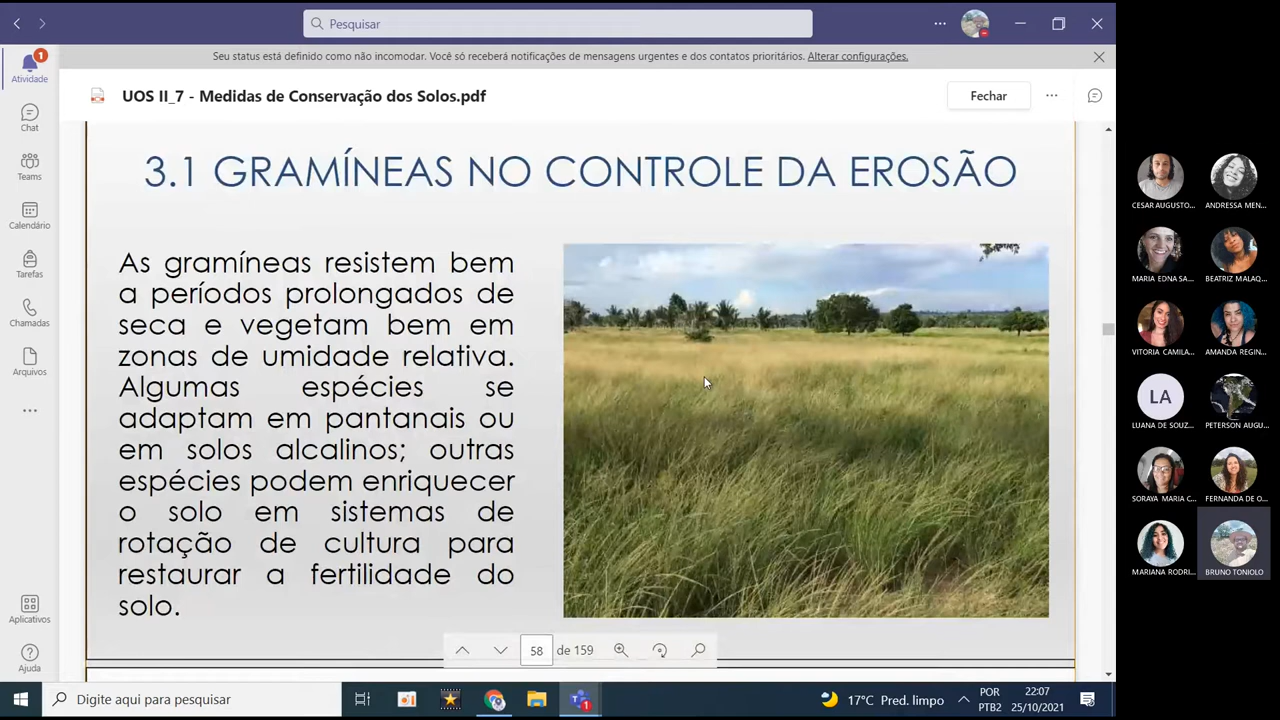 Pesquisar
Seu status está definido como não incomodar. Você só receberá notificações de mensagens urgentes e dos contatos prioritários. Alterar configurações.
Atividade
1
Chat
Teams
Calendário
Tarefas
Chamadas
Arquivos
Aplicativos
Ajuda
UOS II_7 - Medidas de Conservação dos Solos.pdf
Fechar
3.1 GRAMÍNEAS NO CONTROLE DA EROSÃO
As gramíneas resistem bem
a períodos prolongados de
seca e vegetam bem em
zonas de umidade relativa.
Algumas espécies se
adaptam em pantanais ou
em solos alcalinos; outras
espécies podem enriquecer
o solo em sistemas de
rotação de cultura para
restaurar a fertilidade do
solo.
58 de 159
CESAR AUGUSTO...
ANDRESSA MEN...
MARIA EDNA SA...
BEATRIZ MALAQ...
VITORIA CAMILA...
AMANDA REGIN...
LA
LUANA DE SOUZ...
PETERSON AUGU...
SORAYA MARIA C...
FERNANDA DE O...
MARIANA RODRI...
BRUNO TONIOLO
Digite aqui para pesquisar
1
17°C Pred. limpo
POR
PTB2
22:07
25/10/2021